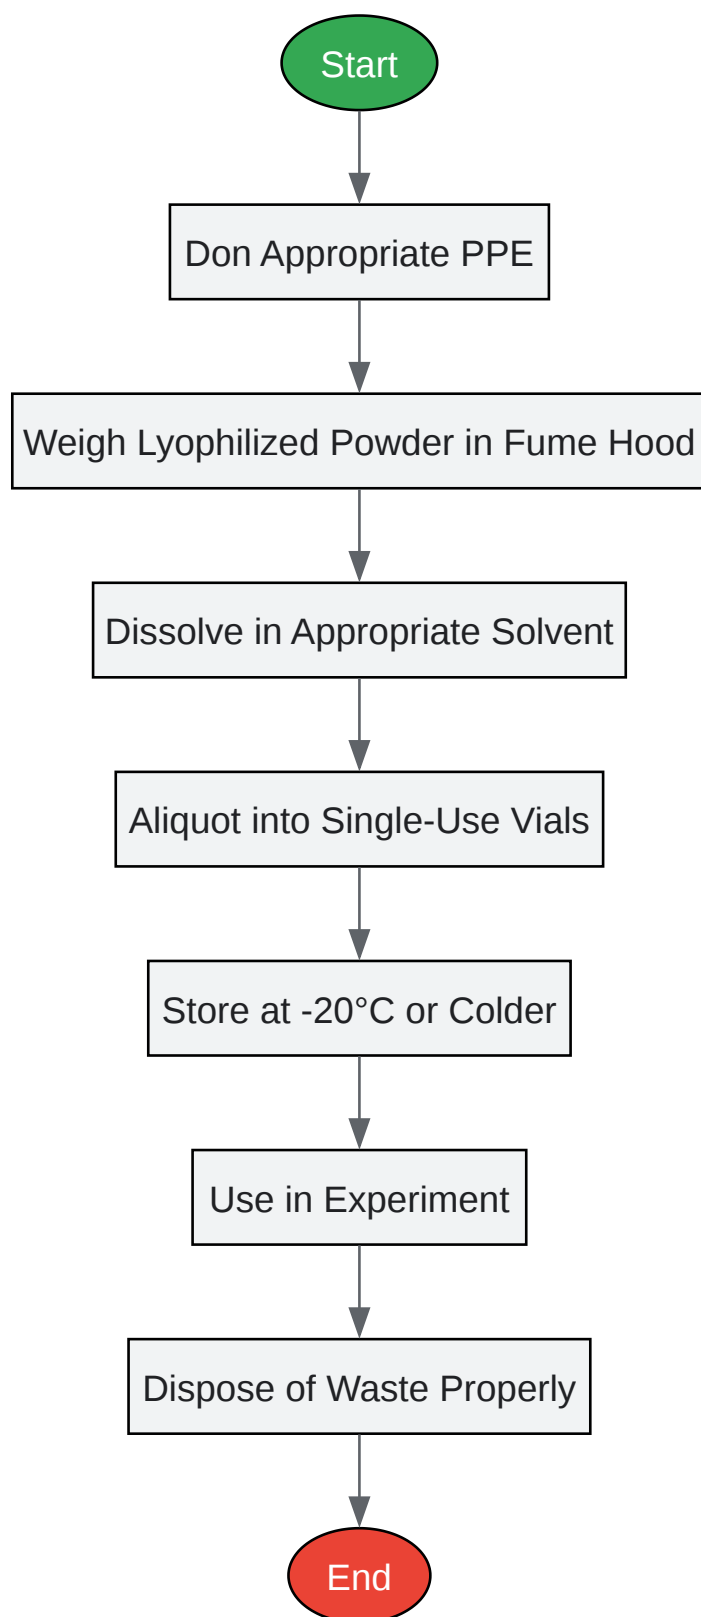 Start
Don Appropriate PPE
Weigh Lyophilized Powder in Fume Hood
Dissolve in Appropriate Solvent
Aliquot into Single-Use Vials
Store at -20°C or Colder
Use in Experiment
Dispose of Waste Properly
End